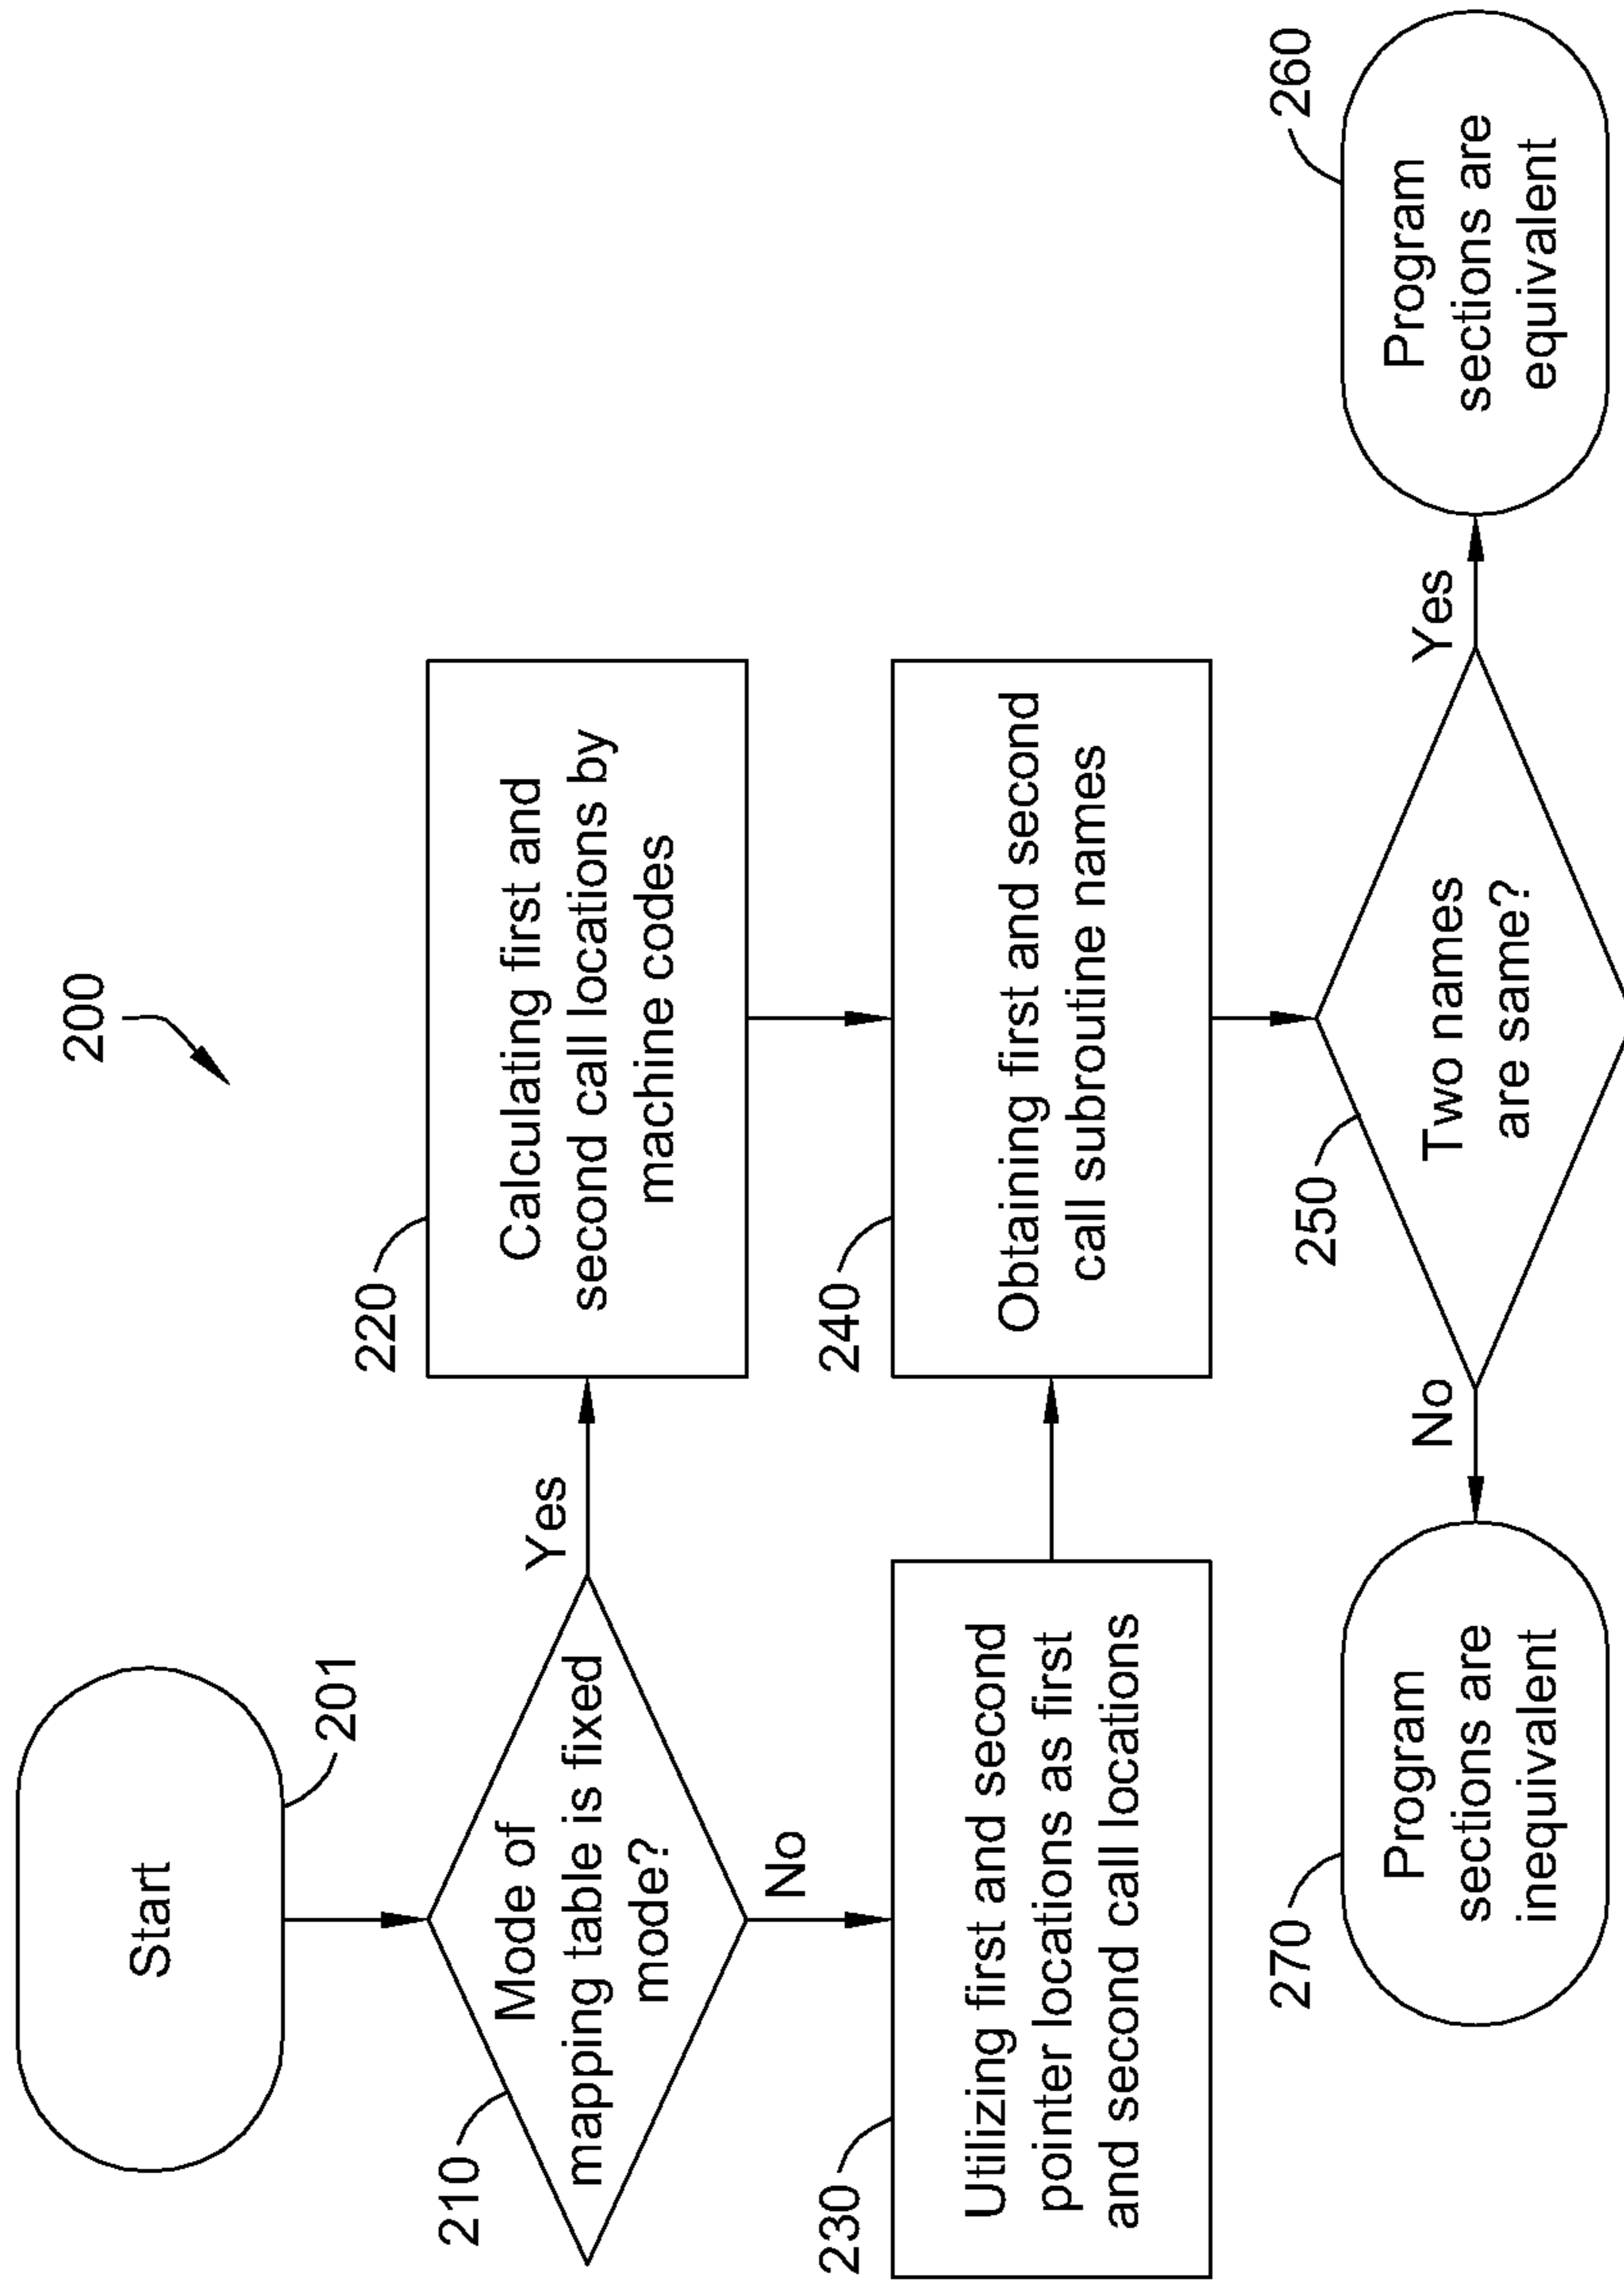 200
Start
201
210
Mode of
mapping table is fixed
mode?
Yes
No
220
Calculating first and
second call locations by
machine codes
230
Utilizing first and second
pointer locations as first
and second call locations
240
Obtaining first and second
call subroutine names
250
Two names
are same?
Yes
No
260
Program
sections are
equivalent
270
Program
sections are
inequivalent